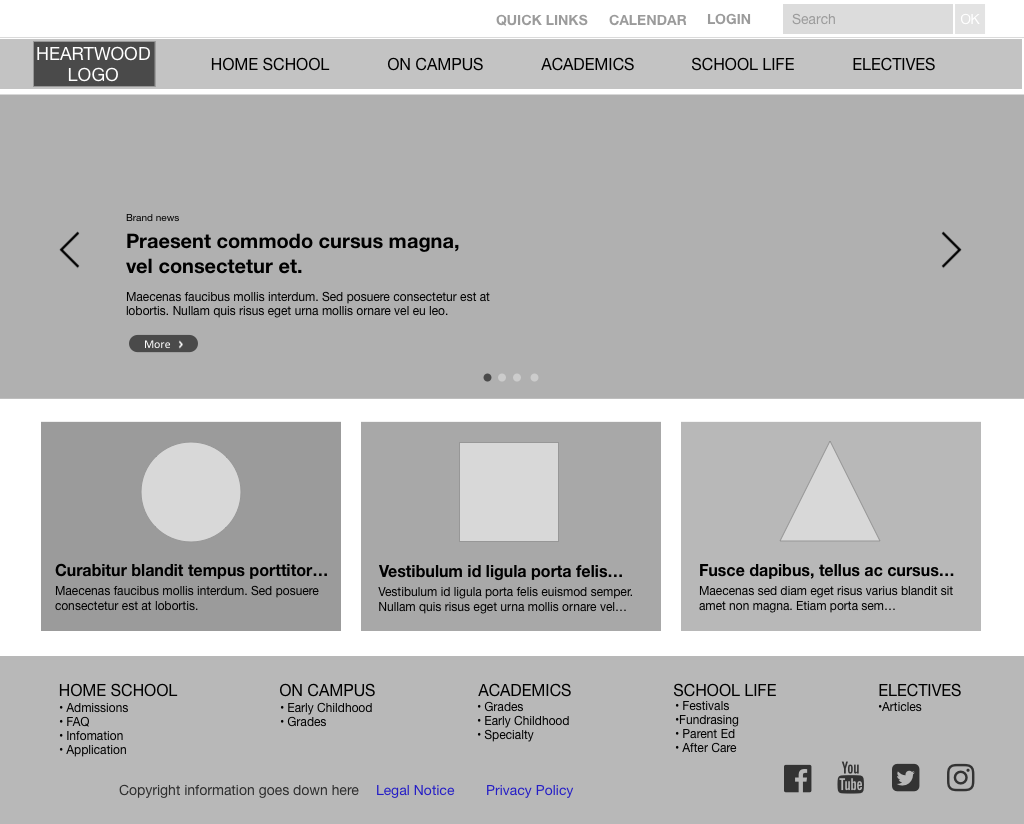 QUICK LINKS CALENDAR LOGIN Search OK
HEARTWOOD
LOGO
HOME SCHOOL ON CAMPUS ACADEMICS SCHOOL LIFE ELECTIVES
Brand news
Praesent commodo cursus magna,
vel consectetur et.
Maecenas faucibus mollis interdum. Sed posuere consectetur est at
lobortis. Nullam quis risus eget urna mollis ornare vel eu leo.
More ›
Curabitur blandit tempus porttitor…
Maecenas faucibus mollis interdum. Sed posuere
consectetur est at lobortis.
Vestibulum id ligula porta felis…
Vestibulum id ligula porta felis euismod semper.
Nullam quis risus eget urna mollis ornare vel…
Fusce dapibus, tellus ac cursus…
Maecenas sed diam eget risus varius blandit sit
amet non magna. Etiam porta sem…
HOME SCHOOL
• Admissions
• FAQ
• Infomation
• Application
ON CAMPUS
• Early Childhood
• Grades
ACADEMICS
• Grades
• Early Childhood
• Specialty
SCHOOL LIFE
• Festivals
•Fundrasing
• Parent Ed
• After Care
ELECTIVES
•Articles
You
Tube
Copyright information goes down here Legal Notice Privacy Policy